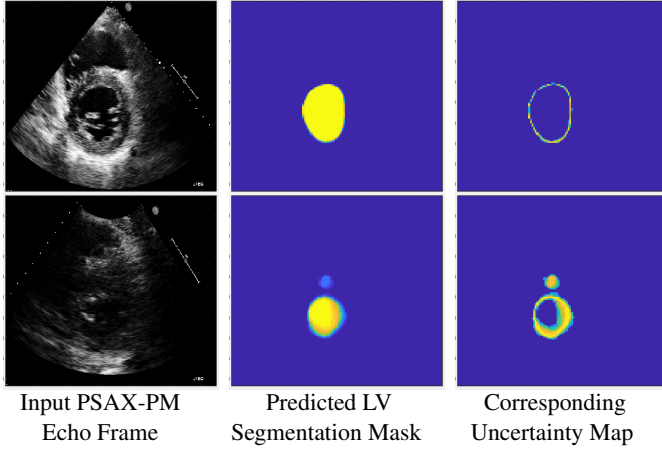 Input PSAX-PM
Echo Frame
Predicted LV
Segmentation Mask
Corresponding
Uncertainty Map